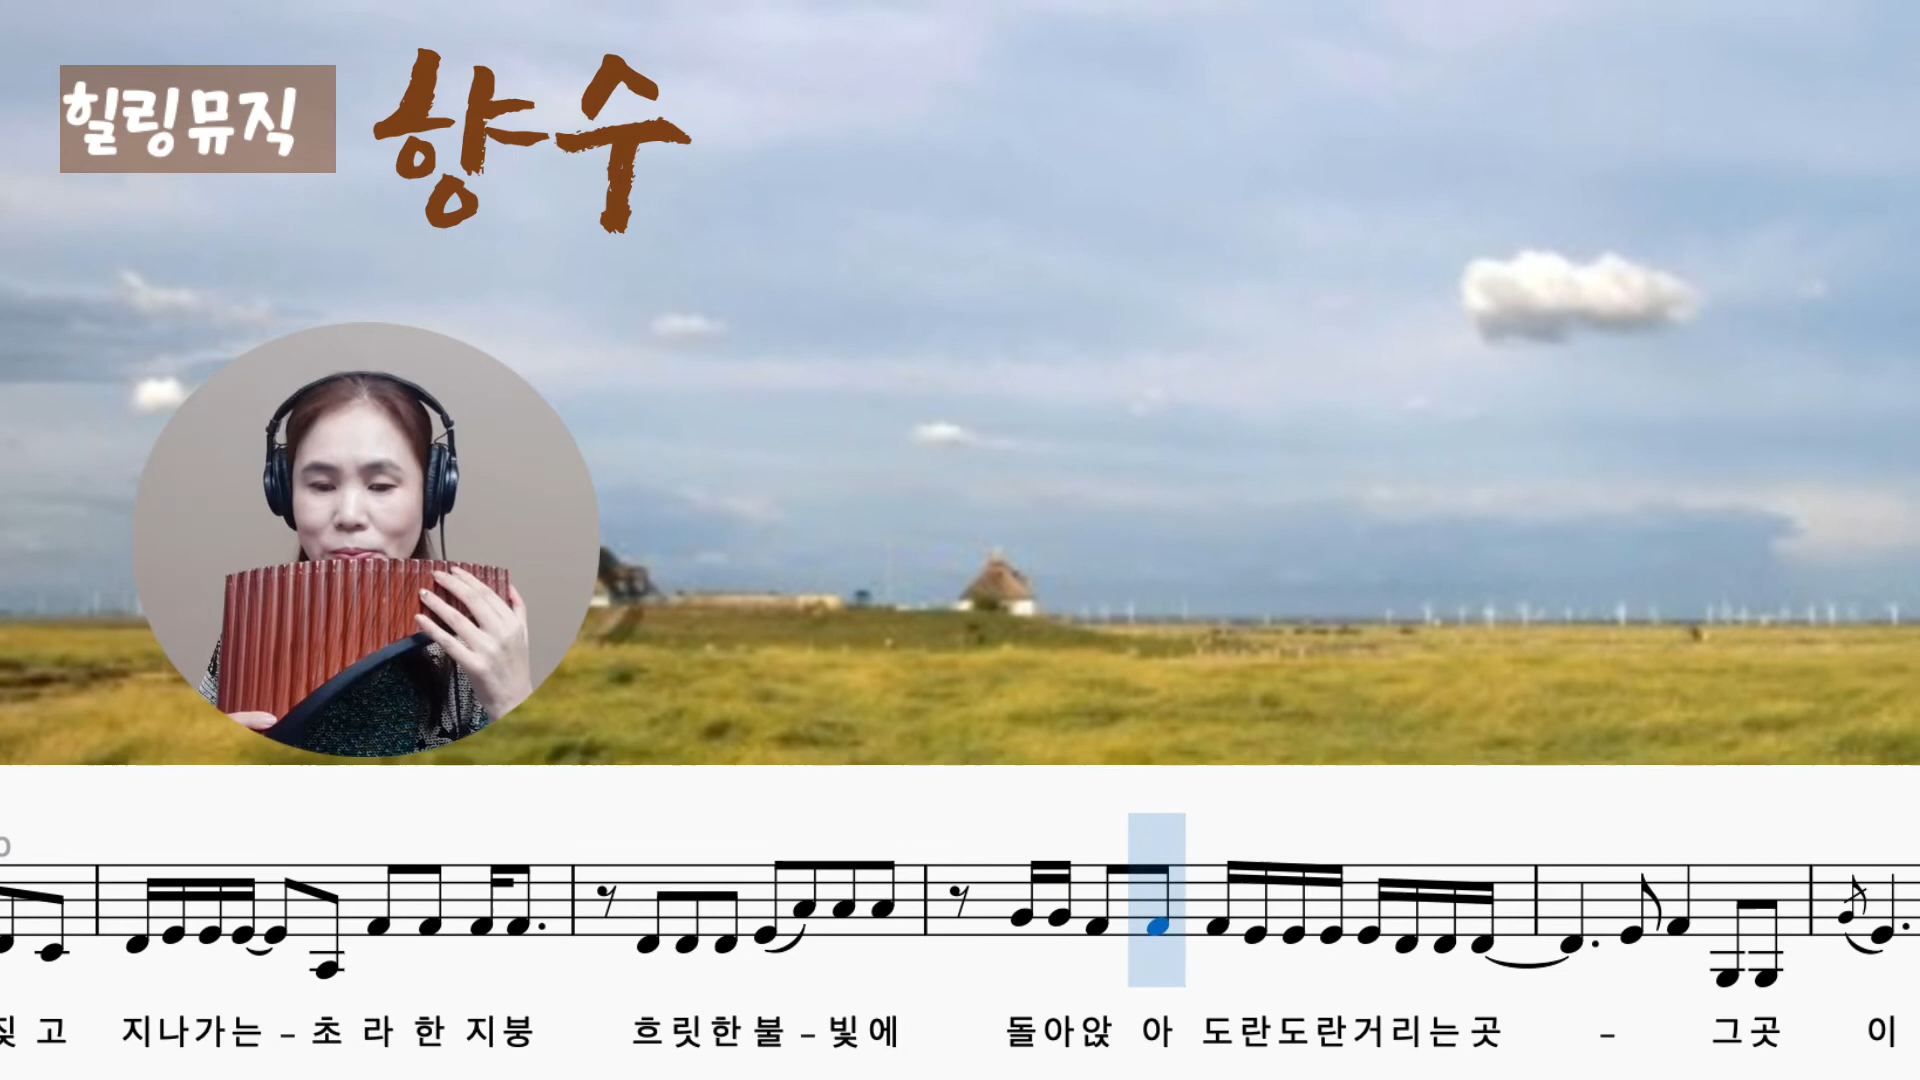 힐링뮤직
향수
짖 고 지나가는 – 초 라 한 지붕 흐릿한 불 – 빛에 돌아앉 아 도란도란거리는 곳 – 그곳 이